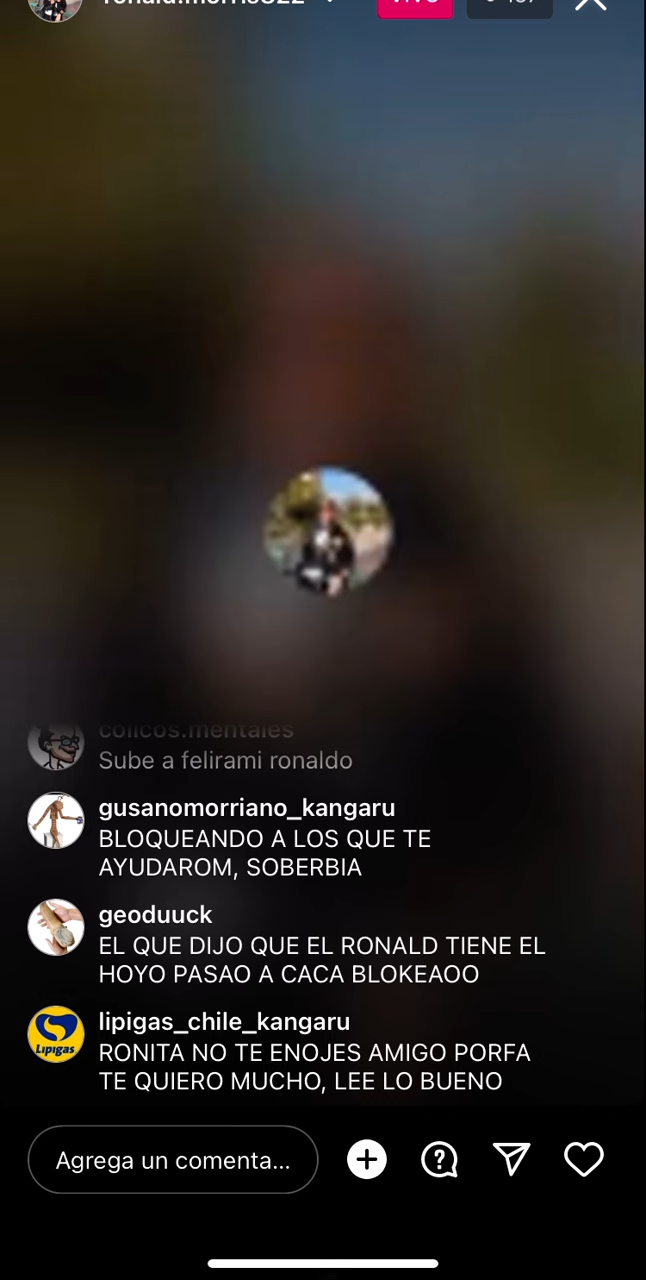 colicos.mentales
Sube a felirami ronaldo
gusanomorriano_kangaru
BLOQUEANDO A LOS QUE TE
AYUDAROM, SOBERBIA
geoduuck
EL QUE DIJO QUE EL RONALD TIENE EL
HOYO PASAO A CACA BLOKEAOO
Lipigas
lipigas_chile_kangaru
RONITA NO TE ENOJES AMIGO PORFA
TE QUIERO MUCHO, LEE LO BUENO
Agrega un comenta...